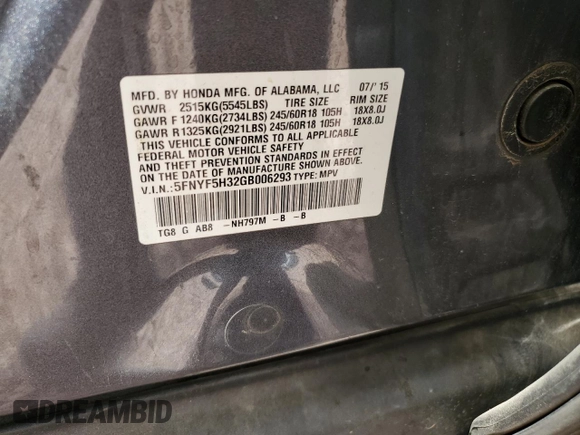 MFD. BY HONDA MFG. OF ALABAMA, LLC 07/'15
GVWR 2515KG(5545LBS) TIRE SIZE RIM SIZE
GAWR F 1240KG(2734LBS) 245/60R18 105H 18X8.0J
GAWR R 1325KG(2921LBS) 245/60R18 105H 18X8.0J
THIS VEHICLE CONFORMS TO ALL APPLICABLE
FEDERAL MOTOR VEHICLE SAFETY
AND THEFT PREVENTION STANDARDS IN EFFECT
ON THE DATE OF MANUFACTURE SHOWN ABOVE.
V.I.N.:5FNYF5H32GB006293 TYPE: MPV
TG8 G AB8 -NH797M -B -B
DREAMBID